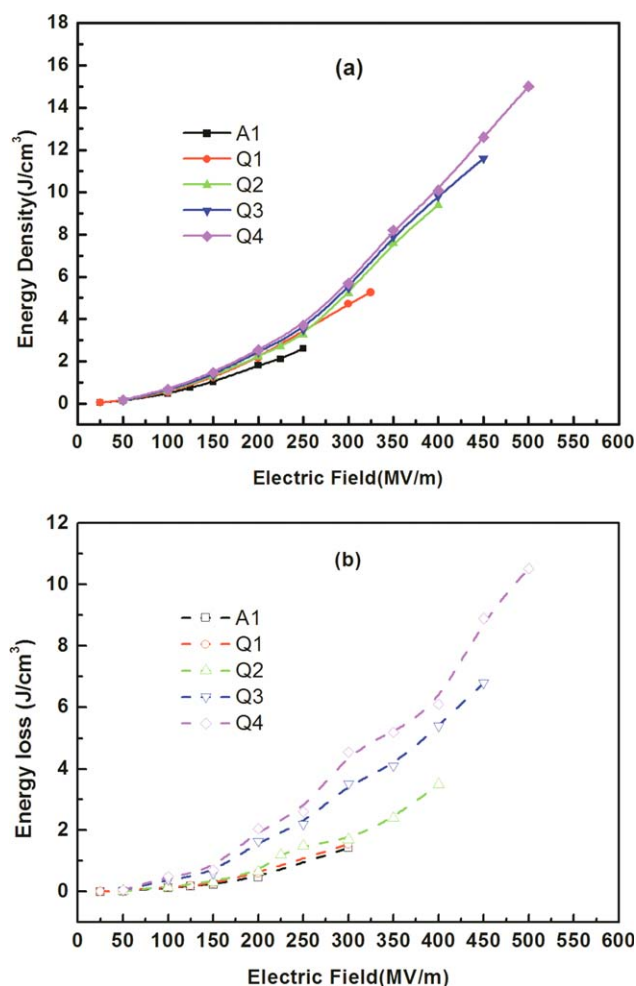 (a)
A1
Q1
Q2
Q3
Q4
Energy Density(J/cm³)
18
16
14
12
10
8
6
4
2
0
0 50 100 150 200 250 300 350 400 450 500 550 600
Electric Field(MV/m)
(b)
A1
Q1
Q2
Q3
Q4
Energy loss (J/cm³)
12
10
8
6
4
2
0
0 50 100 150 200 250 300 350 400 450 500 550 600
Electric Field(MV/m)